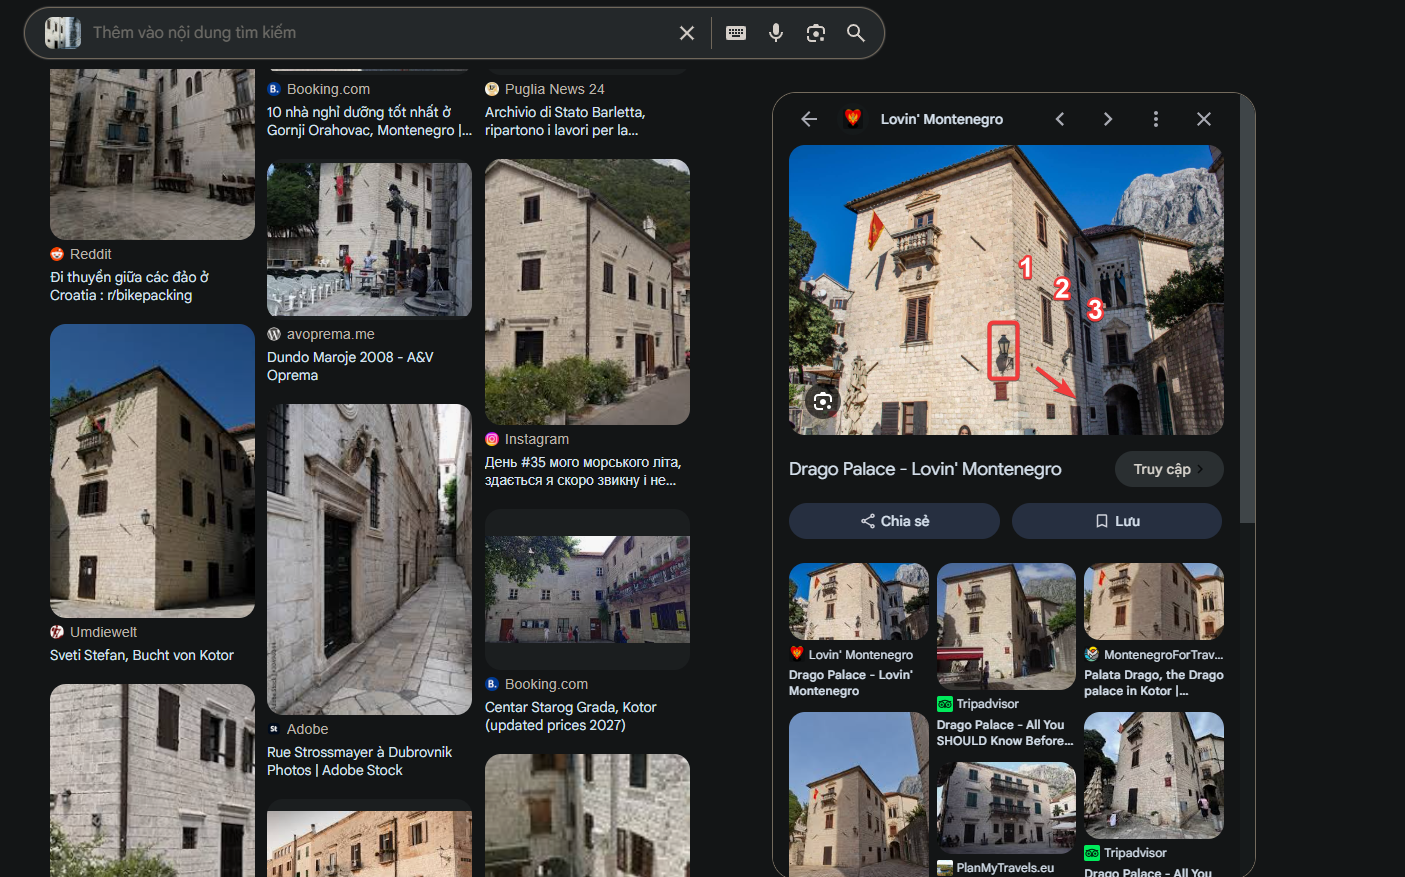 Thêm vào nội dung tìm kiếm
Reddit
Đi thuyền giữa các đảo ở
Croatia : r/bikepacking
Umdiewelt
Sveti Stefan, Bucht von Kotor
B. Booking.com
10 nhà nghỉ dưỡng tốt nhất ở
Gornji Orahovac, Montenegro |...
avoprema.me
Dundo Maroje 2008 - A&V
Oprema
St Adobe
Rue Strossmayer à Dubrovnik
Photos | Adobe Stock
Puglia News 24
Archivio di Stato Barletta,
ripartono i lavori per la...
Instagram
День #35 мого морського літа,
здається я скоро звикну і не...
B. Booking.com
Centar Starog Grada, Kotor
(updated prices 2027)
Lovin' Montenegro
1
2
3
Drago Palace - Lovin' Montenegro
Truy cập
Chia sẻ
Lưu
Lovin' Montenegro
Drago Palace - Lovin'
Montenegro
Tripadvisor
Drago Palace - All You
SHOULD Know Before...
MontenegroForTrav...
Palata Drago, the Drago
palace in Kotor |...
PlanMyTravels.eu
Tripadvisor
Drago Palace - All You